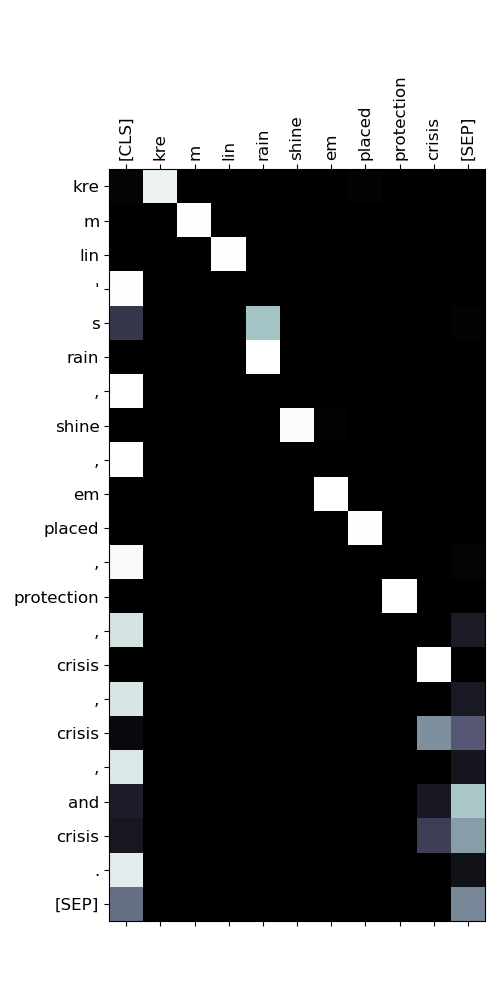 [CLS] kre m lin rain shine em placed protection crisis [SEP]
kre
m
lin
'
s
rain
,
shine
,
em
placed
,
protection
,
crisis
,
crisis
,
and
crisis
.
[SEP]